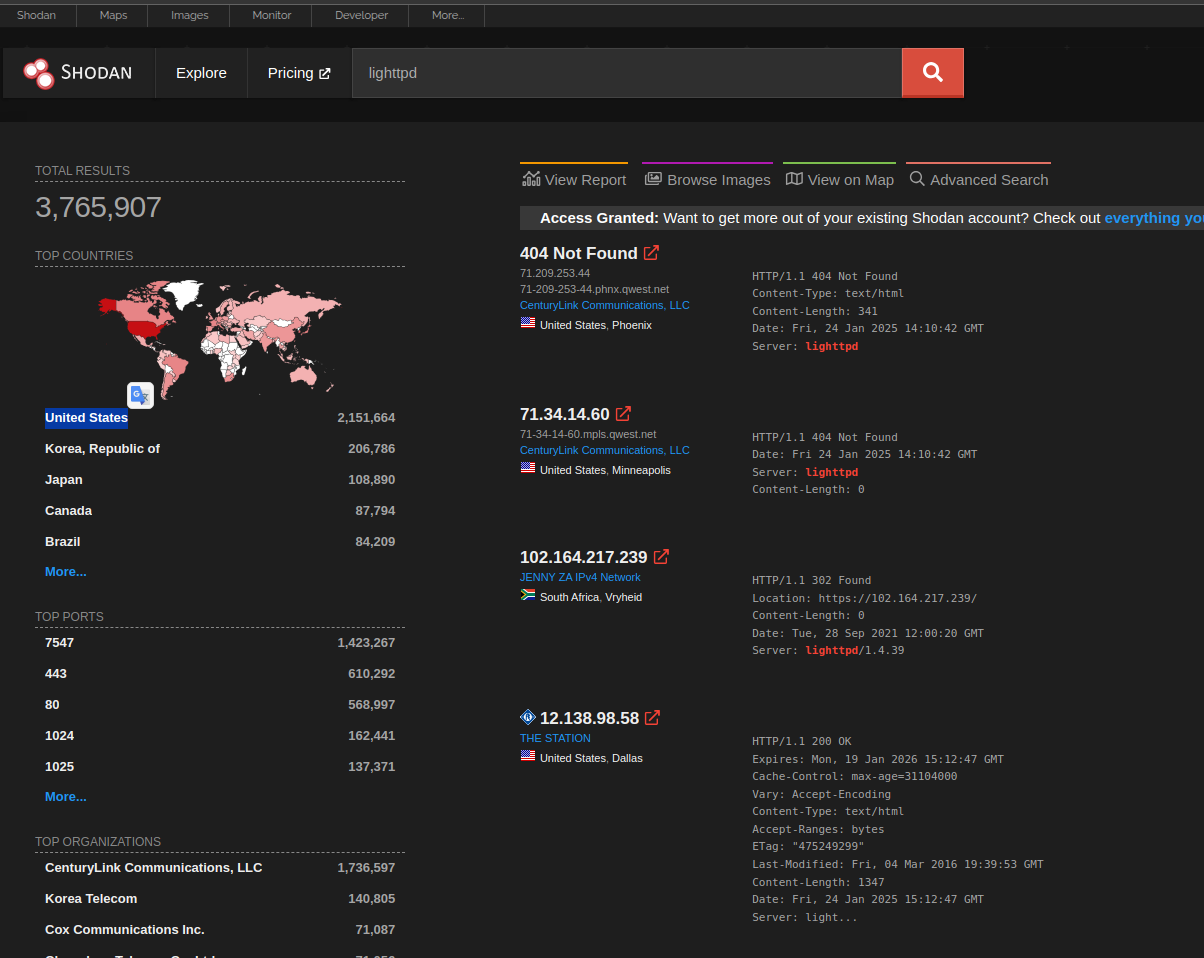 Shodan Maps Images Monitor Developer More...
SHODAN Explore Pricing lighttpd
TOTAL RESULTS
3,765,907
TOP COUNTRIES
United States 2,151,664
Korea, Republic of 206,786
Japan 108,890
Canada 87,794
Brazil 84,209
More...
TOP PORTS
7547 1,423,267
443 610,292
80 568,997
1024 162,441
1025 137,371
More...
TOP ORGANIZATIONS
CenturyLink Communications, LLC 1,736,597
Korea Telecom 140,805
Cox Communications Inc. 71,087
View Report Browse Images View on Map Advanced Search
Access Granted: Want to get more out of your existing Shodan account? Check out everything you
404 Not Found
71.209.253.44
71-209-253-44.phnx.qwest.net
CenturyLink Communications, LLC
United States, Phoenix
HTTP/1.1 404 Not Found
Content-Type: text/html
Content-Length: 341
Date: Fri, 24 Jan 2025 14:10:42 GMT
Server: lighttpd
71.34.14.60
71-34-14-60.mpls.qwest.net
CenturyLink Communications, LLC
United States, Minneapolis
HTTP/1.1 404 Not Found
Date: Fri 24 Jan 2025 14:10:42 GMT
Server: lighttpd
Content-Length: 0
102.164.217.239
JENNY ZA IPv4 Network
South Africa, Vryheid
HTTP/1.1 302 Found
Location: https://102.164.217.239/
Content-Length: 0
Date: Tue, 28 Sep 2021 12:00:20 GMT
Server: lighttpd/1.4.39
12.138.98.58
THE STATION
United States, Dallas
HTTP/1.1 200 OK
Expires: Mon, 19 Jan 2026 15:12:47 GMT
Cache-Control: max-age=31104000
Vary: Accept-Encoding
Content-Type: text/html
Accept-Ranges: bytes
ETag: "475249299"
Last-Modified: Fri, 04 Mar 2016 19:39:53 GMT
Content-Length: 1347
Date: Fri, 24 Jan 2025 15:12:47 GMT
Server: light...